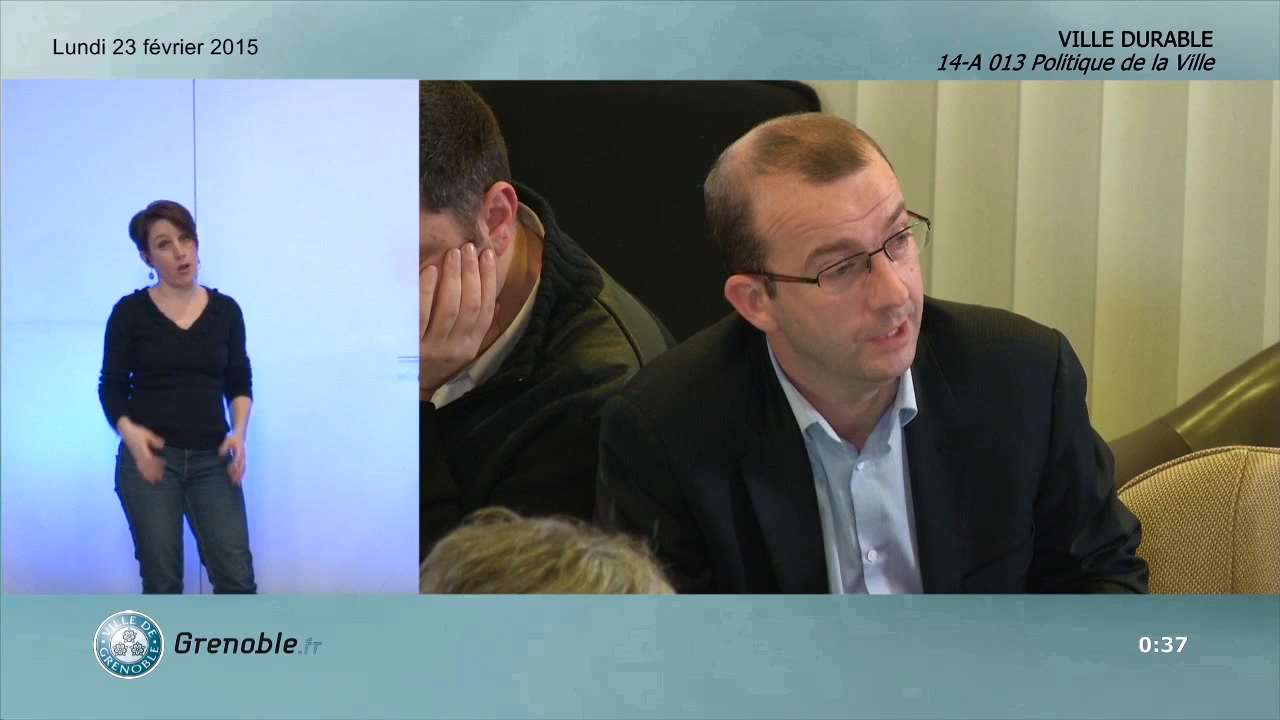 Lundi 23 février 2015
VILLE DURABLE
14-A 013 Politique de la Ville
VILLE DE GRENOBLE
Grenoble.fr
0:37